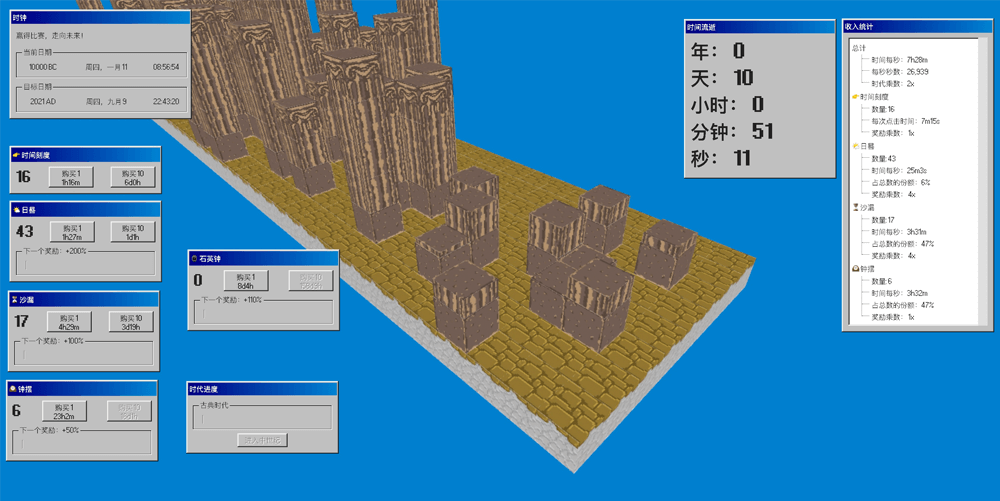 时钟
赢得比赛，走向未来!
当前日期
10000BC 周四，一月11 08:56:54
目标日期
2021AD 周四，九月9 22:43:20
时间刻度
16
购买1
1h16m
购买10
6d0h
日晷
43
购买1
1h27m
购买10
1d1h
下一个奖励: +200%
沙漏
17
购买1
4h29m
购买10
3d19h
下一个奖励: +100%
钟摆
6
购买1
23h2m
购买10
下一个奖励: +50%
石英钟
0
购买1
8d4h
购买10
下一个奖励: +110%
时代进度
古典时代
进入中世纪
时间流逝
年: 0
天: 10
小时: 0
分钟: 51
秒: 11
收入统计
总计
时间每秒: 7h28m
每秒秒数: 26,939
时代乘数: 2x
时间刻度
数量:16
每次点击时间: 7m15s
奖励乘数: 1x
日晷
数量:43
时间每秒: 25m3s
占总数的份额: 6%
奖励乘数: 4x
沙漏
数量:17
时间每秒: 3h31m
占总数的份额: 47%
奖励乘数: 4x
钟摆
数量:6
时间每秒: 3h32m
占总数的份额: 47%
奖励乘数: 1x